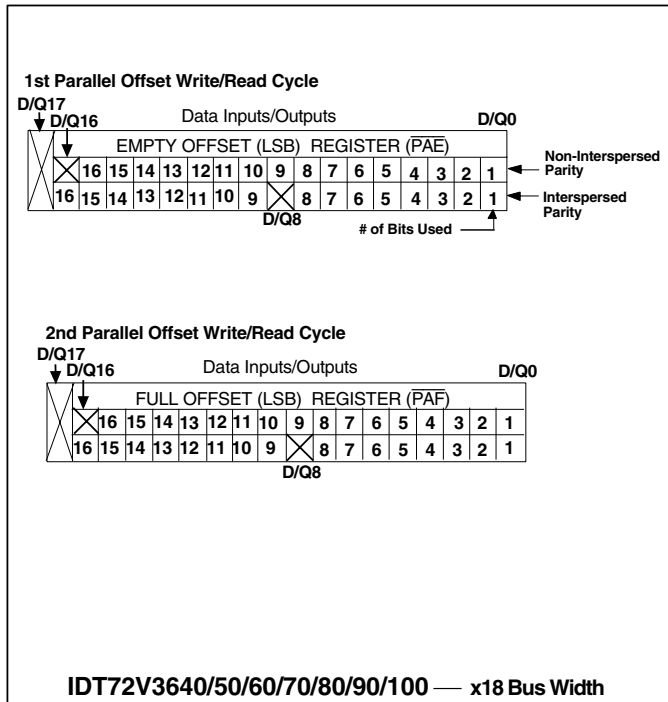 1st Parallel Offset Write/Read Cycle
D/Q17
D/Q16
Data Inputs/Outputs
D/Q0
EMPTY OFFSET (LSB) REGISTER (PAE)
16 15 14 13 12 11 10 9 8 7 6 5 4 3 2 1
Non-Interspersed
Parity
16 15 14 13 12 11 10 9 8 7 6 5 4 3 2 1
Interspersed
Parity
D/Q8
# of Bits Used
2nd Parallel Offset Write/Read Cycle
D/Q17
D/Q16
Data Inputs/Outputs
D/Q0
FULL OFFSET (LSB) REGISTER (PAF)
16 15 14 13 12 11 10 9 8 7 6 5 4 3 2 1
16 15 14 13 12 11 10 9 8 7 6 5 4 3 2 1
D/Q8
IDT72V3640/50/60/70/80/90/100 — x18 Bus Width